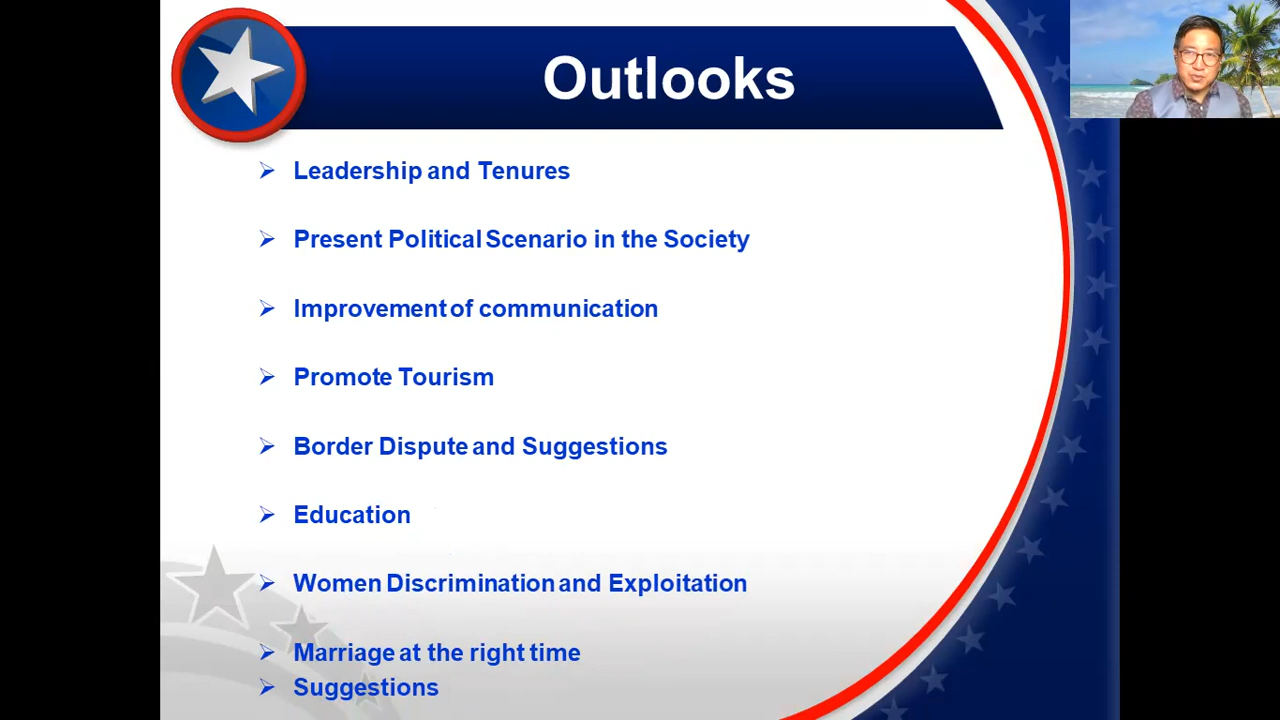 Outlooks
Leadership and Tenures
Present Political Scenario in the Society
Improvement of communication
Promote Tourism
Border Dispute and Suggestions
Education
Women Discrimination and Exploitation
Marriage at the right time
Suggestions